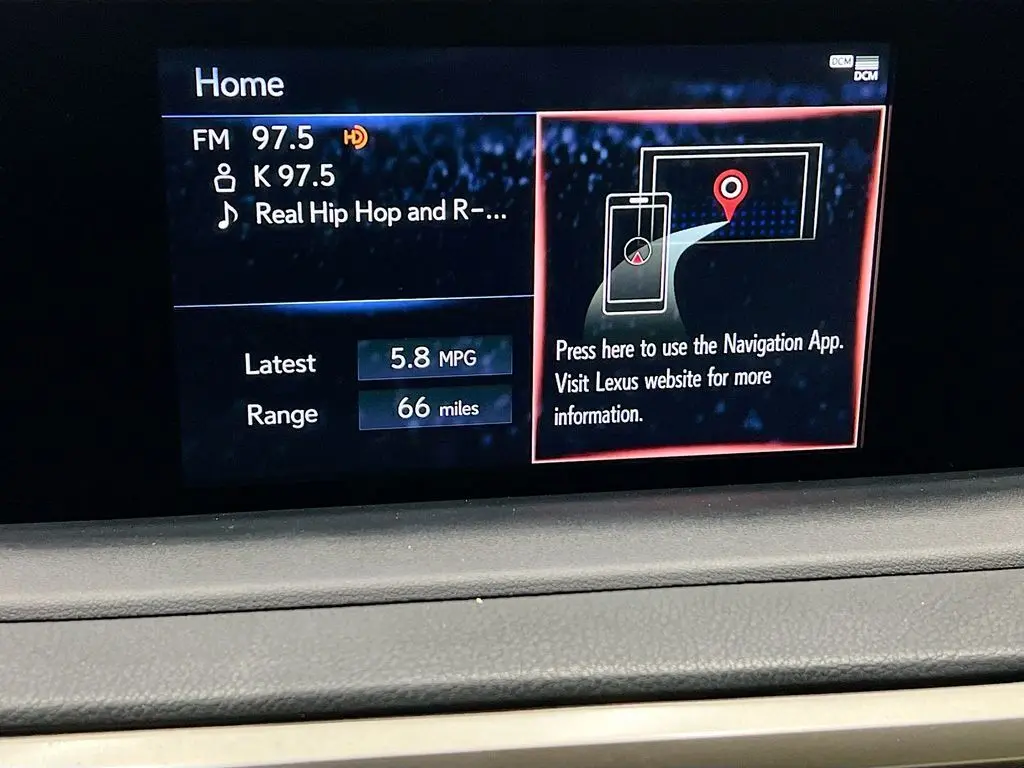 Home
DCM
DCM
FM 97.5 HD
K 97.5
Real Hip Hop and R-...
Latest 5.8 MPG
Range 66 miles
Press here to use the Navigation App.
Visit Lexus website for more
information.